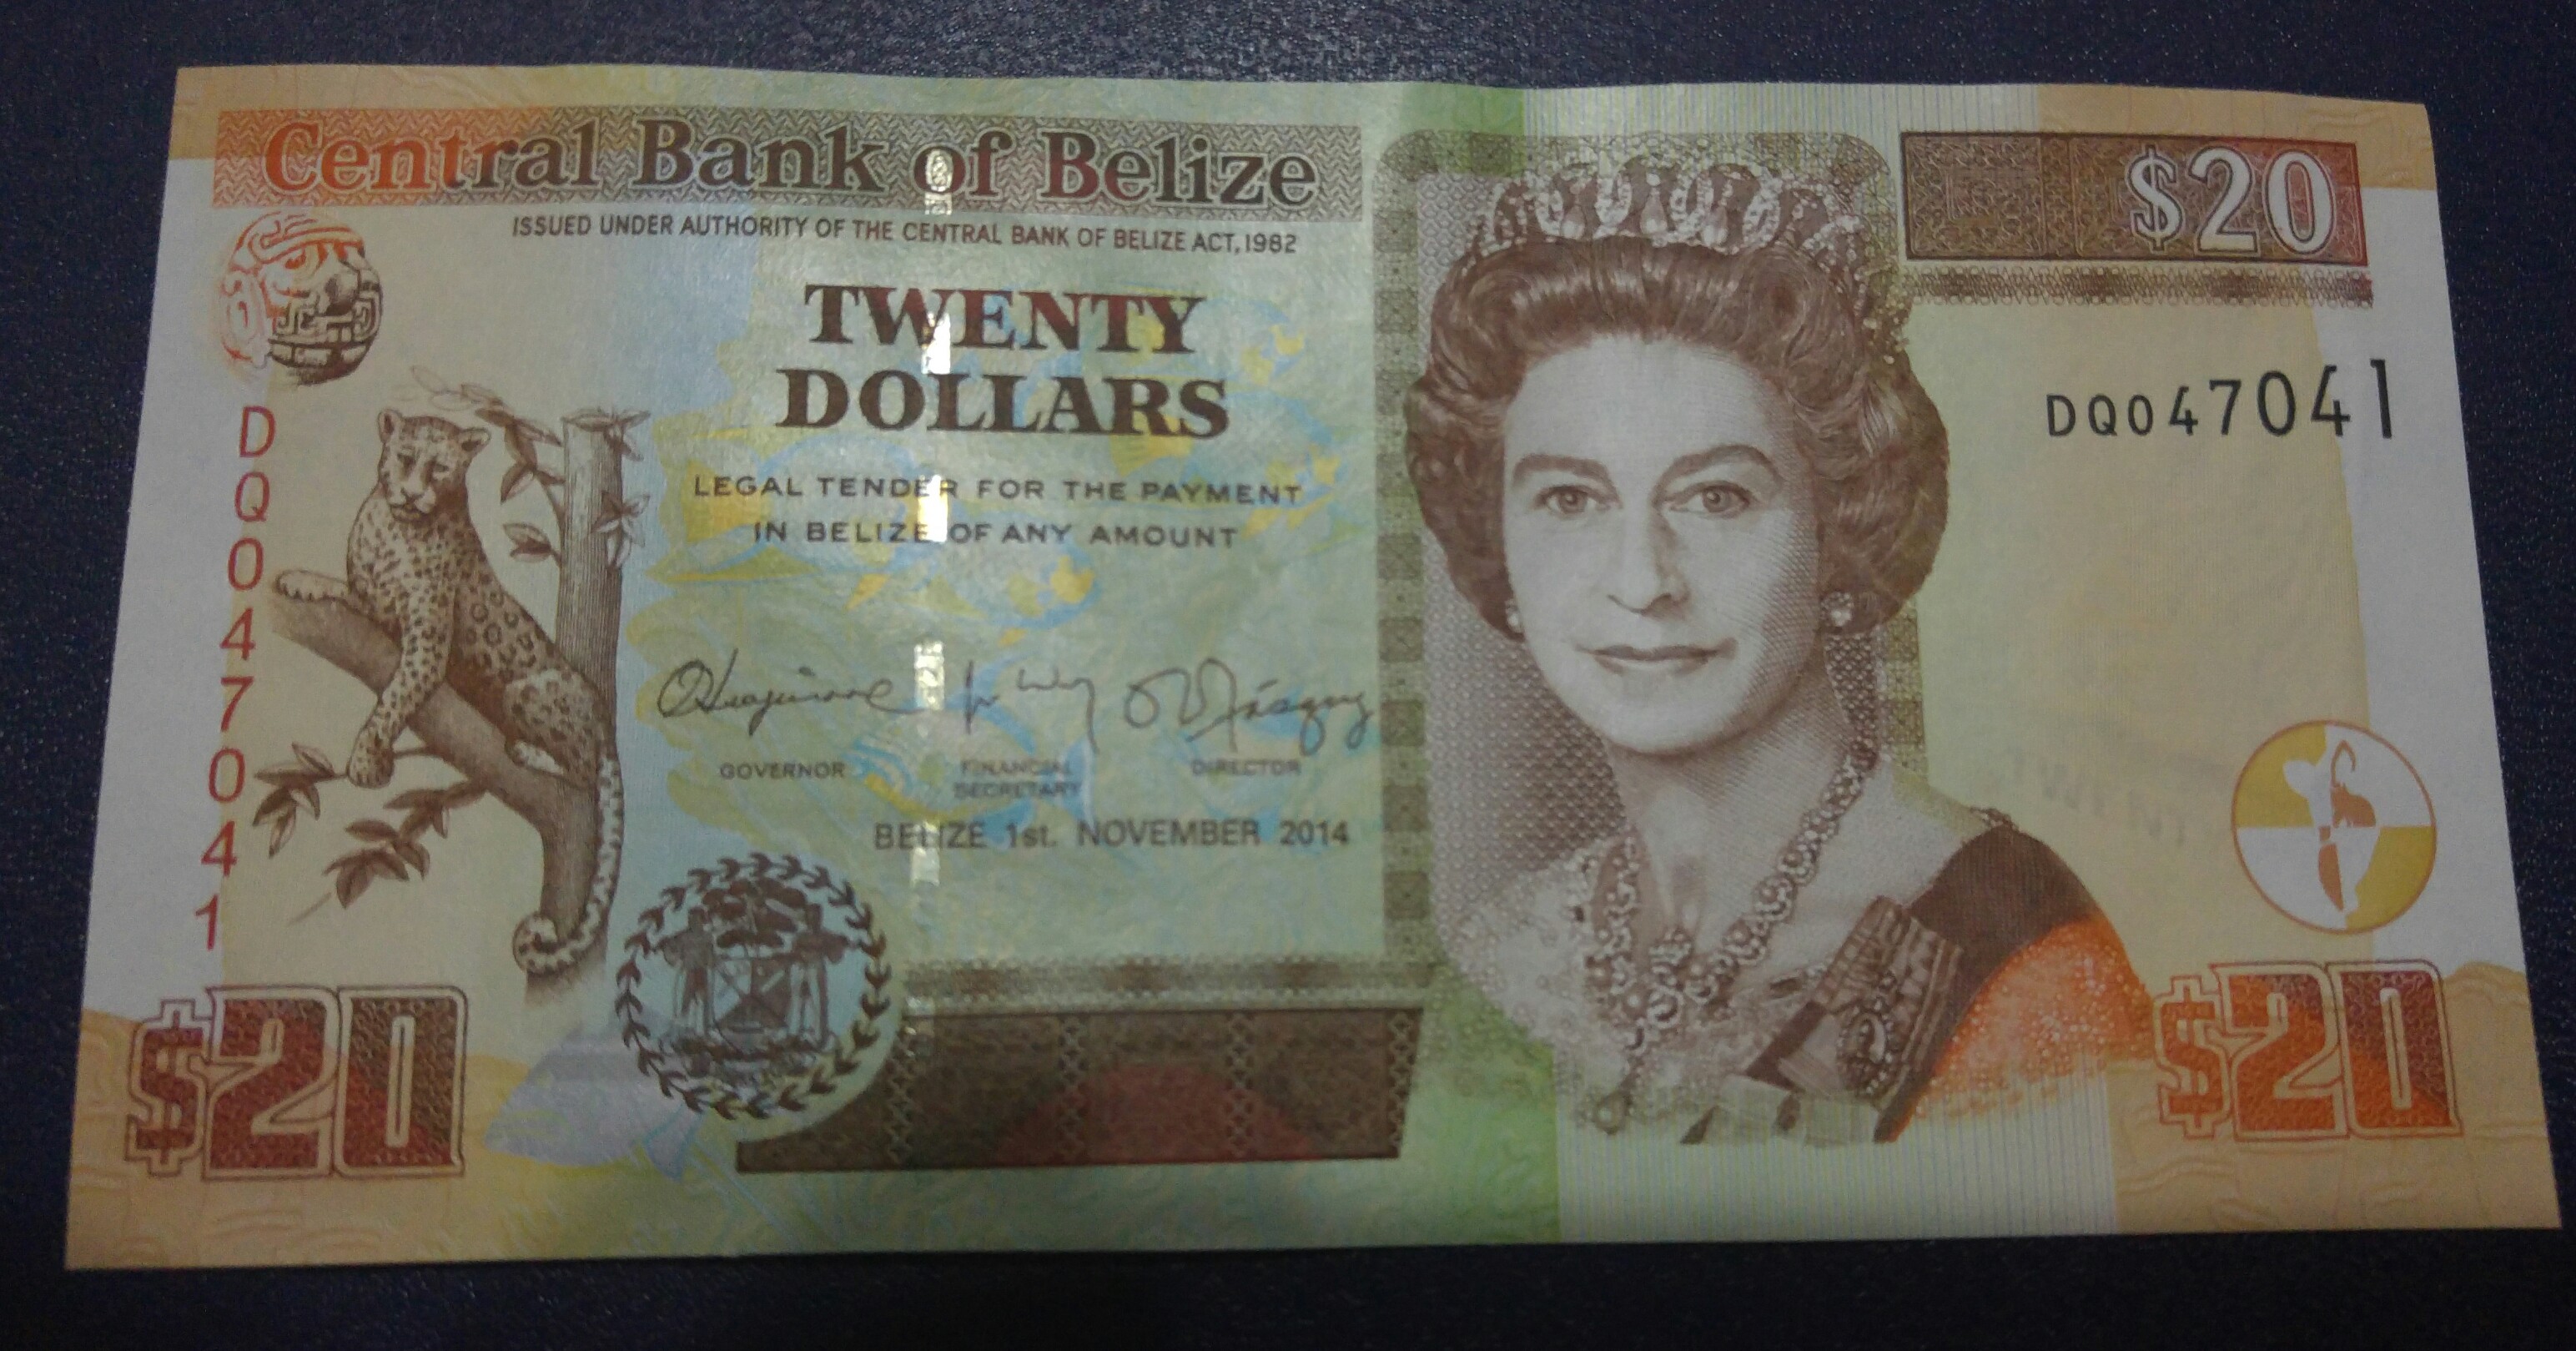 Central Bank of Belize
$20
ISSUED UNDER AUTHORITY OF THE CENTRAL BANK OF BELIZE ACT, 1982
TWENTY
DOLLARS
DQ047041
DQ047041
LEGAL TENDER FOR THE PAYMENT
IN BELIZE OF ANY AMOUNT
GOVERNOR
FINANCIAL
SECRETARY
DIRECTOR
BELIZE 1st. NOVEMBER 2014
$20
$20